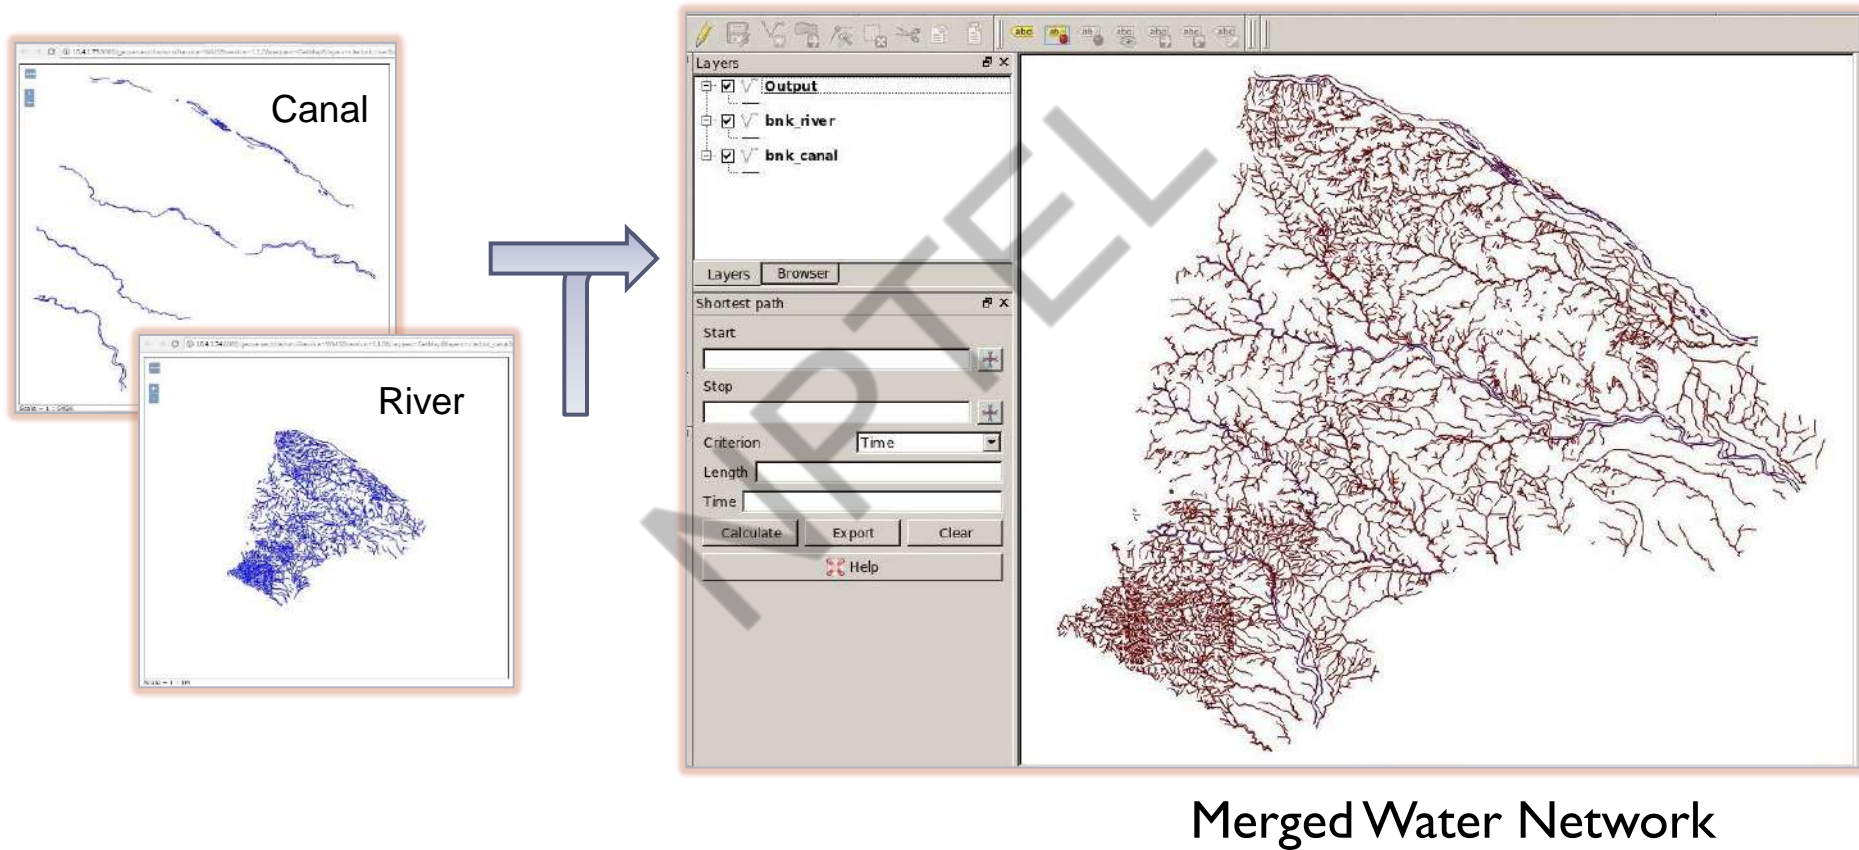 Canal
River
Layers
Output
bnk_river
bnk_canal
Layers Browser
Shortest path
Start
Stop
Criterion Time
Length
Time
Calculate Export Clear
Help
abc
NPTEL
Merged Water Network